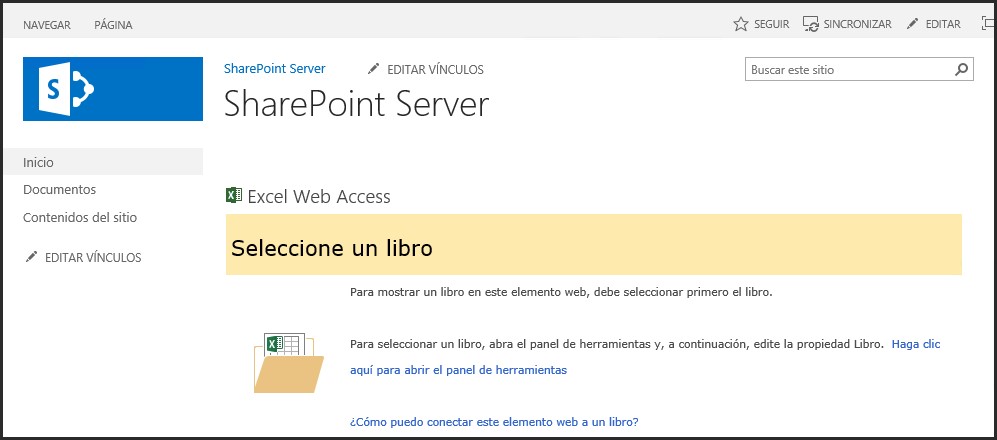 NAVEGAR PÁGINA SEGUIR SINCRONIZAR EDITAR
S
SharePoint Server EDITAR VÍNCULOS Buscar este sitio
SharePoint Server
Inicio
Documentos
Contenidos del sitio
EDITAR VÍNCULOS
Excel Web Access
Seleccione un libro
Para mostrar un libro en este elemento web, debe seleccionar primero el libro.
Para seleccionar un libro, abra el panel de herramientas y, a continuación, edite la propiedad Libro. Haga clic
aquí para abrir el panel de herramientas
¿Cómo puedo conectar este elemento web a un libro?